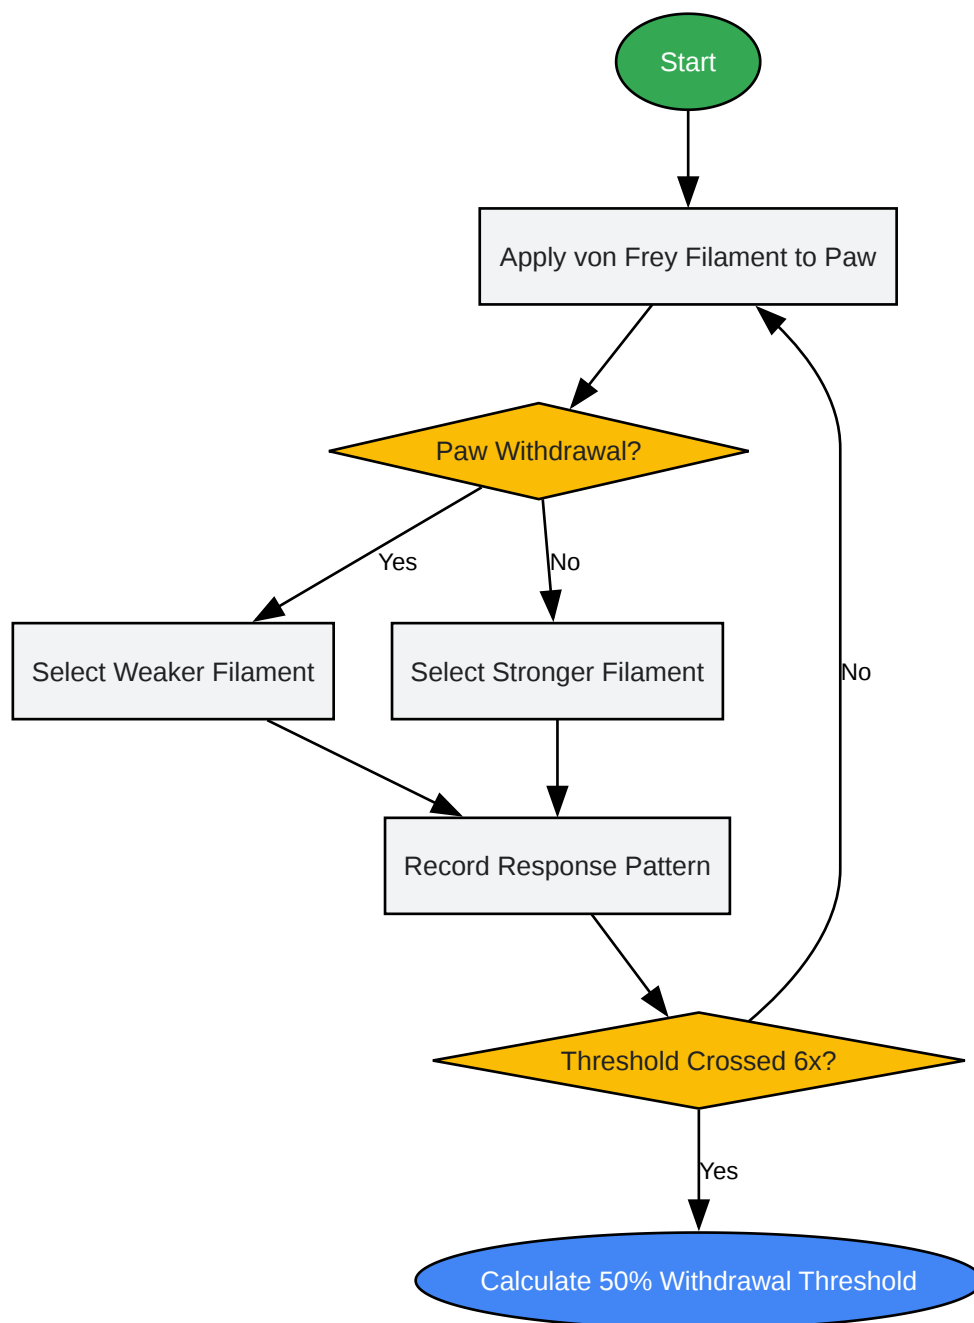 Start
Apply von Frey Filament to Paw
Paw Withdrawal?
Yes
No
Select Weaker Filament
Select Stronger Filament
No
Record Response Pattern
Threshold Crossed 6x?
Yes
Calculate 50% Withdrawal Threshold